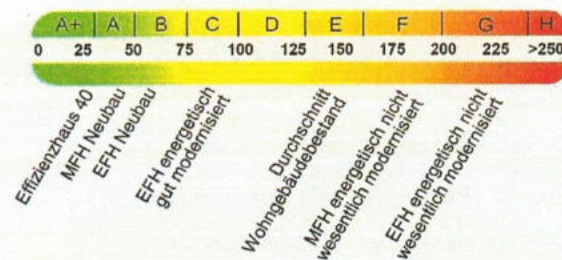 A+ A B C D E F G H
0 25 50 75 100 125 150 175 200 225 >250
Effizienzhaus 40
MFH Neubau
EFH Neubau
EFH energetisch
gut modernisiert
Durchschnitt
Wohngebäudebestand
MFH energetisch nicht
wesentlich modernisiert
EFH energetisch nicht
wesentlich modernisiert